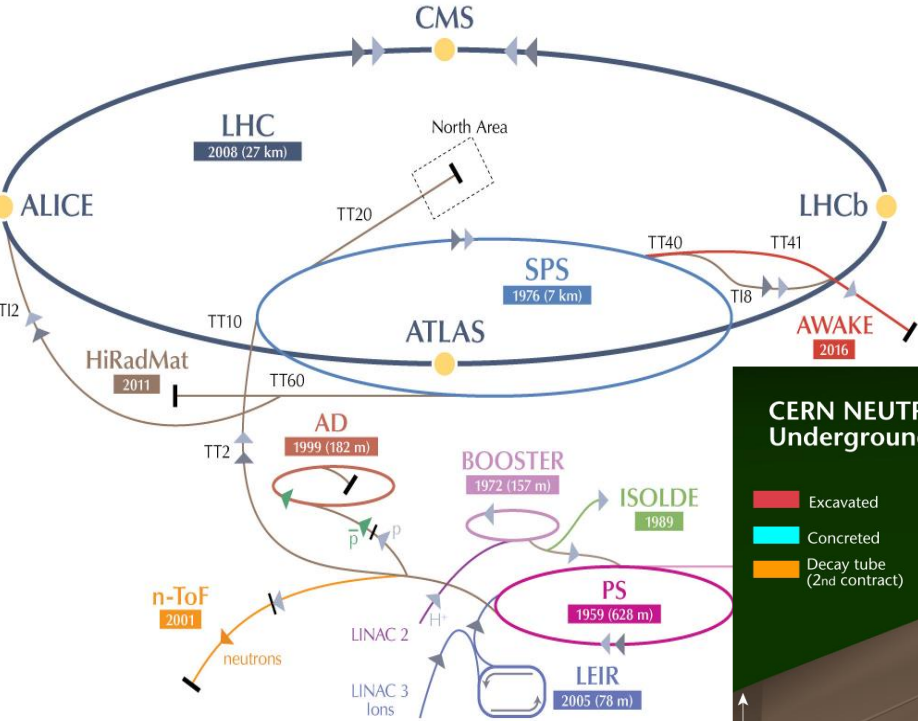 CMS
LHC
2008 (27 km)
North Area
ALICE
LHCb
TT20
TT40
TT41
SPS
1976 (7 km)
TI2
TT10
TI8
ATLAS
AWAKE
2016
HiRadMat
2011
TT60
AD
1999 (182 m)
TT2
BOOSTER
1972 (157 m)
ISOLDE
1989
p
p
n-ToF
2001
neutrons
H+
LINAC 2
PS
1959 (628 m)
LINAC 3
Ions
LEIR
2005 (78 m)
CERN NEUTR
Underground
Excavated
Concreted
Decay tube
(2nd contract)